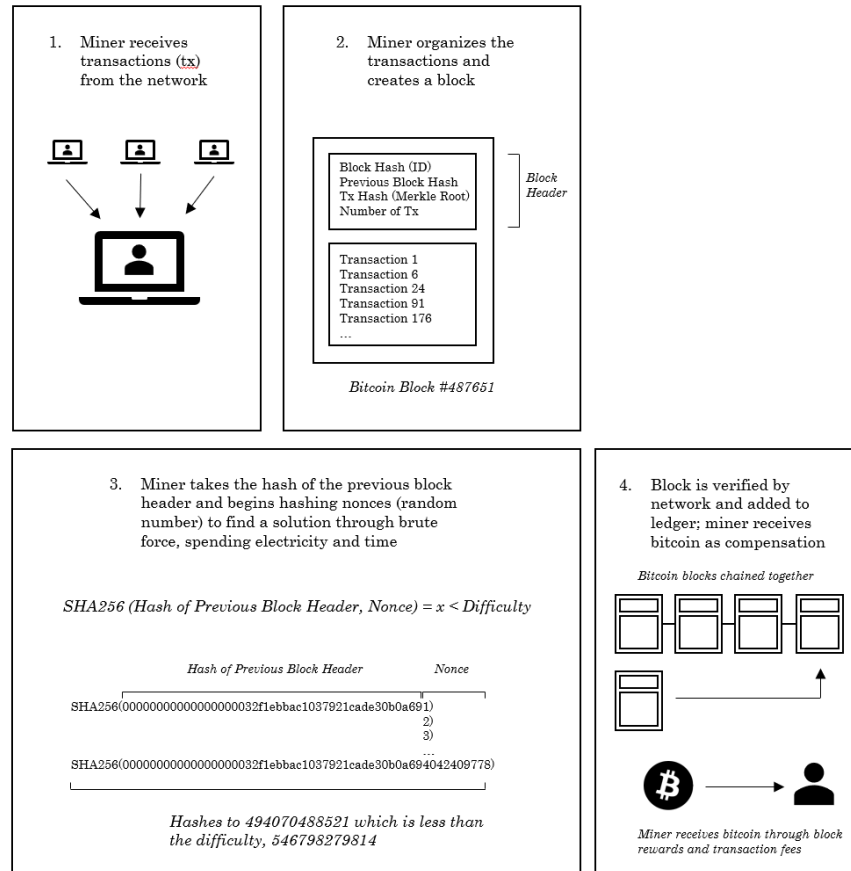 1. Miner receives
transactions (tx)
from the network
2. Miner organizes the
transactions and
creates a block
Block Hash (ID)
Previous Block Hash
Tx Hash (Merkle Root)
Number of Tx
Block
Header
Transaction 1
Transaction 6
Transaction 24
Transaction 91
Transaction 176
...
Bitcoin Block #487651
3. Miner takes the hash of the previous block
header and begins hashing nonces (random
number) to find a solution through brute
force, spending electricity and time
SHA256 (Hash of Previous Block Header, Nonce) = x < Difficulty
Hash of Previous Block Header
Nonce
SHA256(00000000000000000032f1ebbac1037921cade30b0a691)
2)
3)
...
SHA256(00000000000000000032f1ebbac1037921cade30b0a694042409778)
Hashes to 494070488521 which is less than
the difficulty, 546798279814
4. Block is verified by
network and added to
ledger; miner receives
bitcoin as compensation
Bitcoin blocks chained together
Miner receives bitcoin through block
rewards and transaction fees